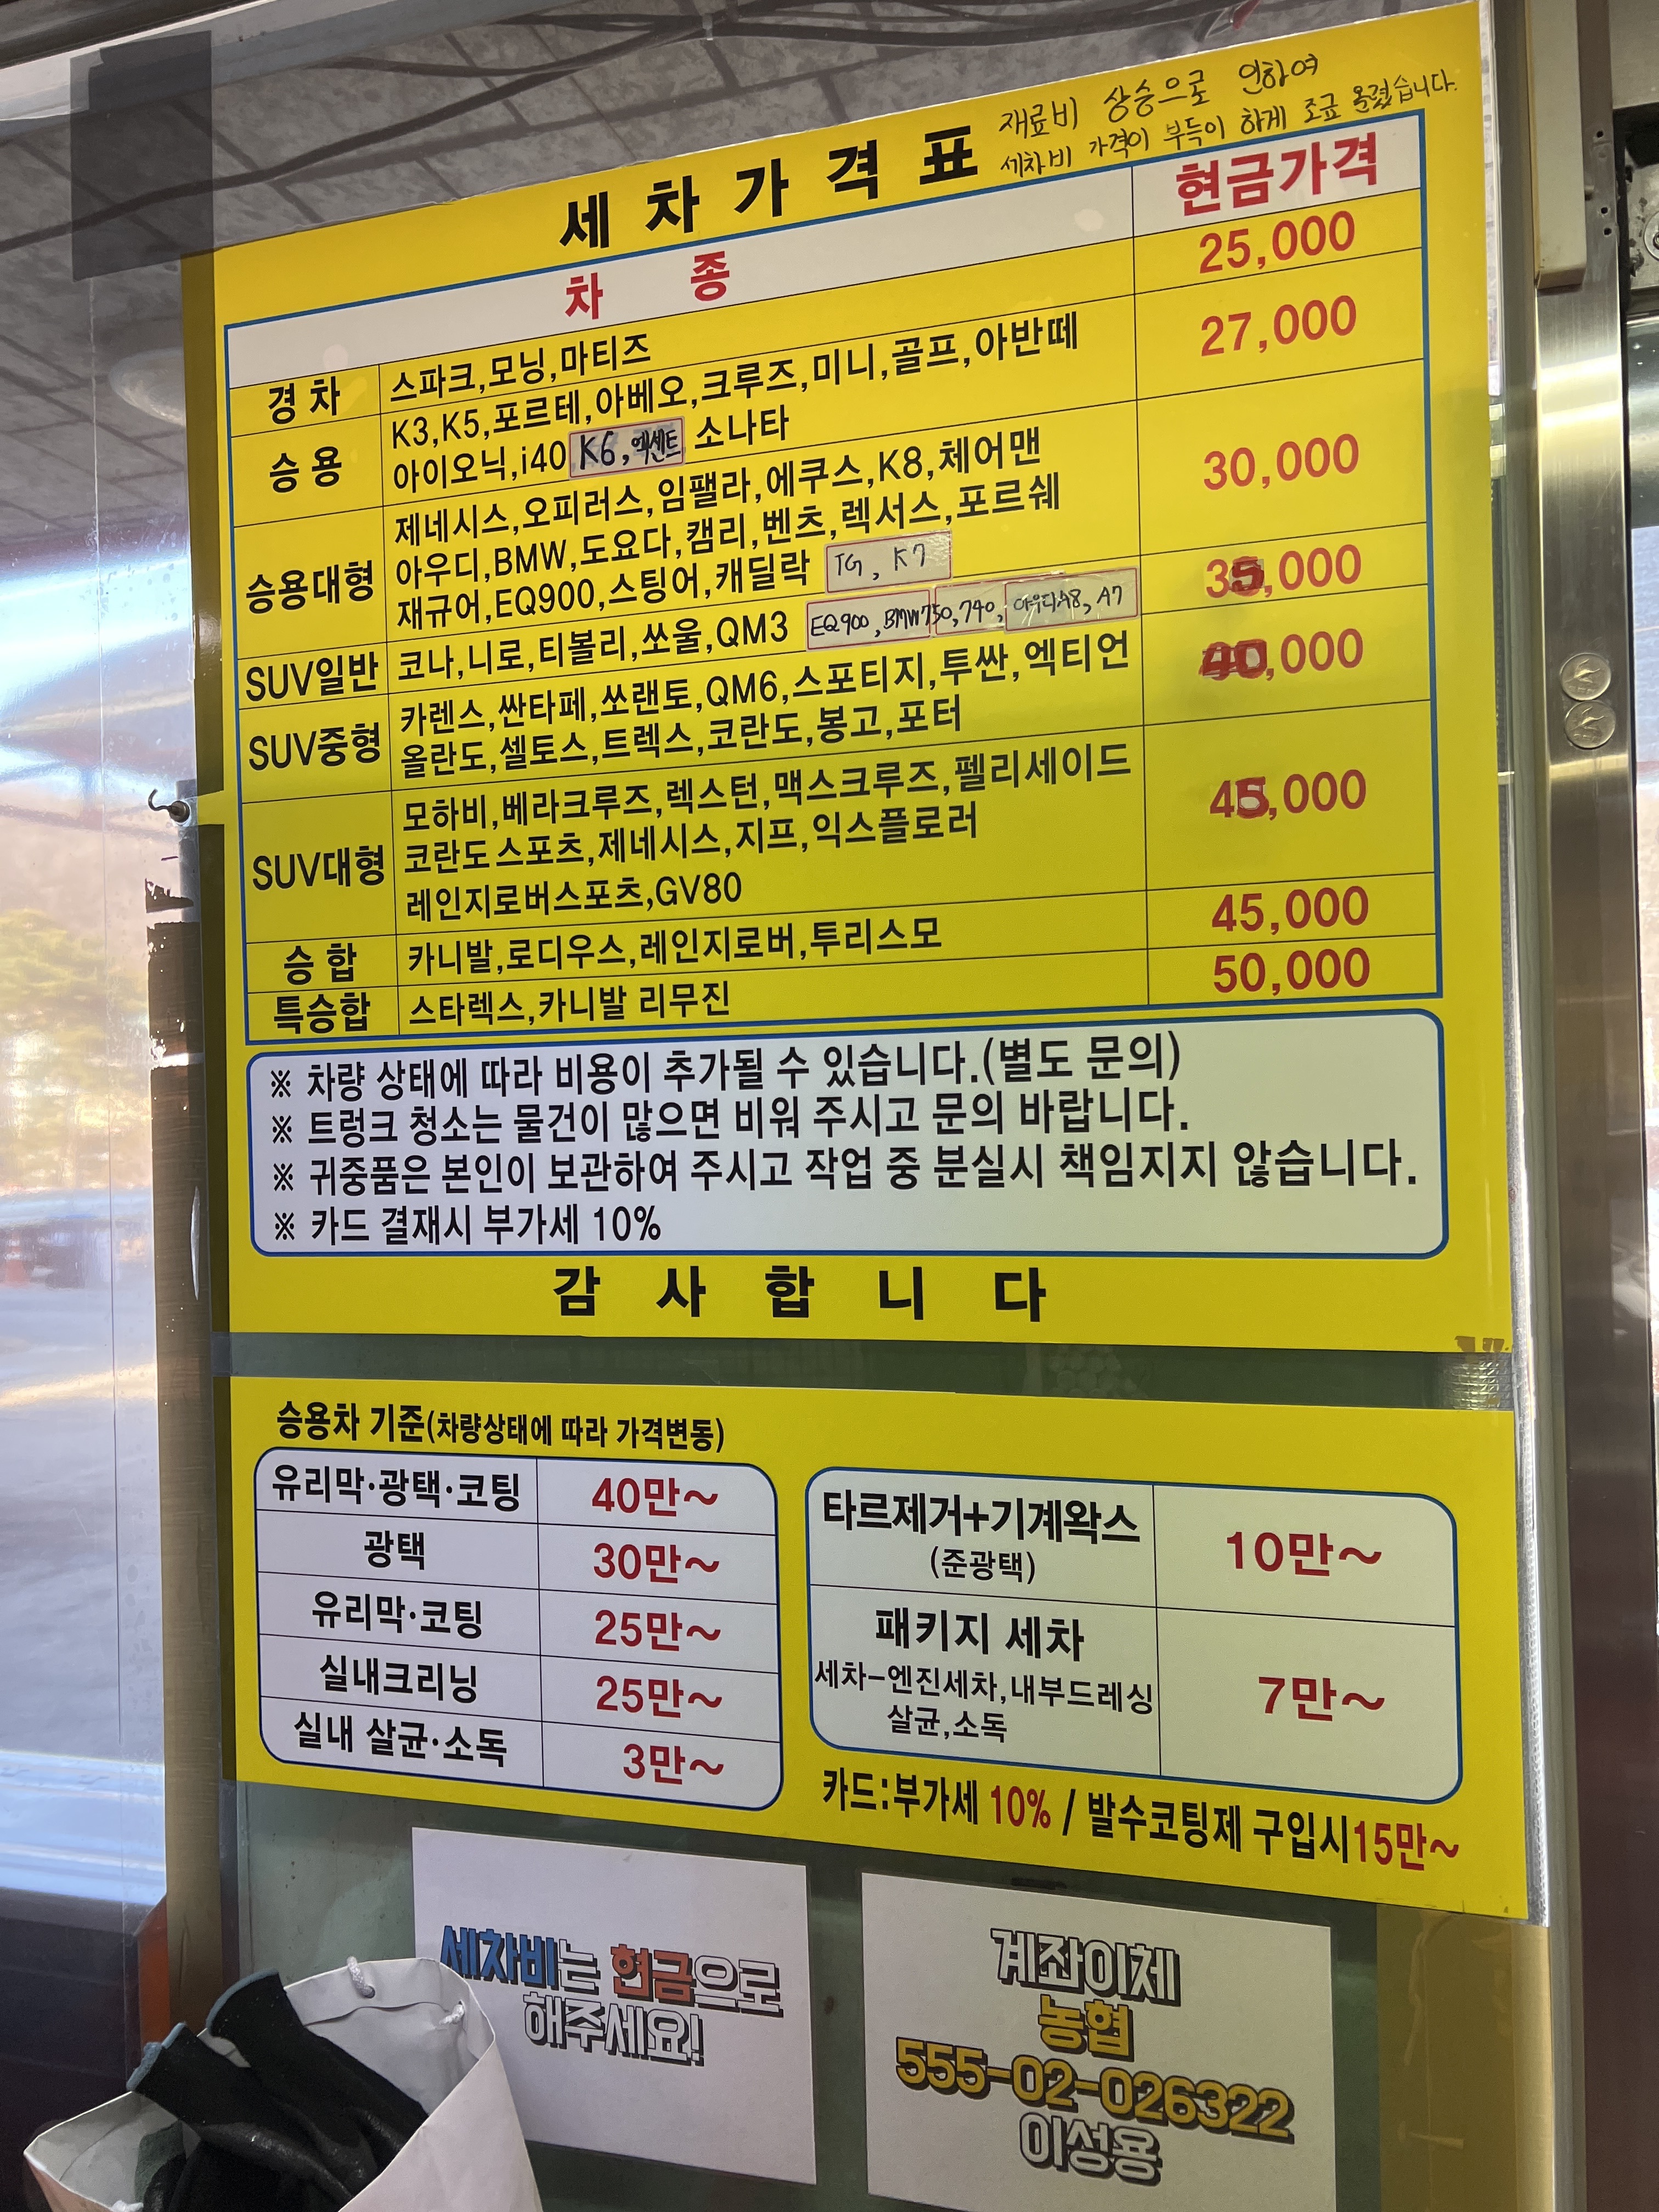 세차가격표
재료비 상승으로 인하여
세차비 가격이 부득이 하게 조금 올렸습니다.
차 종 현금가격
경 차 스파크,모닝,마티즈 25,000
승 용 K3,K5,포르테,아베오,크루즈,미니,골프,아반떼 27,000
아이오닉,i40 K6,엑센트 소나타
승용대형 제네시스,오피러스,임팰라,에쿠스,K8,체어맨 30,000
아우디,BMW,도요다,캠리,벤츠,렉서스,포르쉐
재규어,EQ900,스팅어,캐딜락 TG, K7
SUV일반 코나,니로,티볼리,쏘울,QM3 EQ900,BMW750,740,아우디A8,A7 35,000
SUV중형 카렌스,싼타페,쏘랜토,QM6,스포티지,투싼,엑티언 40,000
올란도,셀토스,트렉스,코란도,봉고,포터
SUV대형 모하비,베라크루즈,렉스턴,맥스크루즈,펠리세이드 45,000
코란도스포츠,제네시스,지프,익스플로러
레인지로버스포츠,GV80
승 합 카니발,로디우스,레인지로버,투리스모 45,000
특승합 스타렉스,카니발 리무진 50,000
※ 차량 상태에 따라 비용이 추가될 수 있습니다.(별도 문의)
※ 트렁크 청소는 물건이 많으면 비워 주시고 문의 바랍니다.
※ 귀중품은 본인이 보관하여 주시고 작업 중 분실시 책임지지 않습니다.
※ 카드 결재시 부가세 10%
감 사 합 니 다
승용차 기준(차량상태에 따라 가격변동)
유리막·광택·코팅 40만~
광택 30만~
유리막·코팅 25만~
실내크리닝 25만~
실내 살균·소독 3만~
타르제거+기계왁스 10만~
(준광택)
패키지 세차 7만~
세차-엔진세차,내부드레싱
살균,소독
카드:부가세 10% / 발수코팅제 구입시15만~
세차비는 현금으로
해주세요!
계좌이체
농협
555-02-026322
이성용